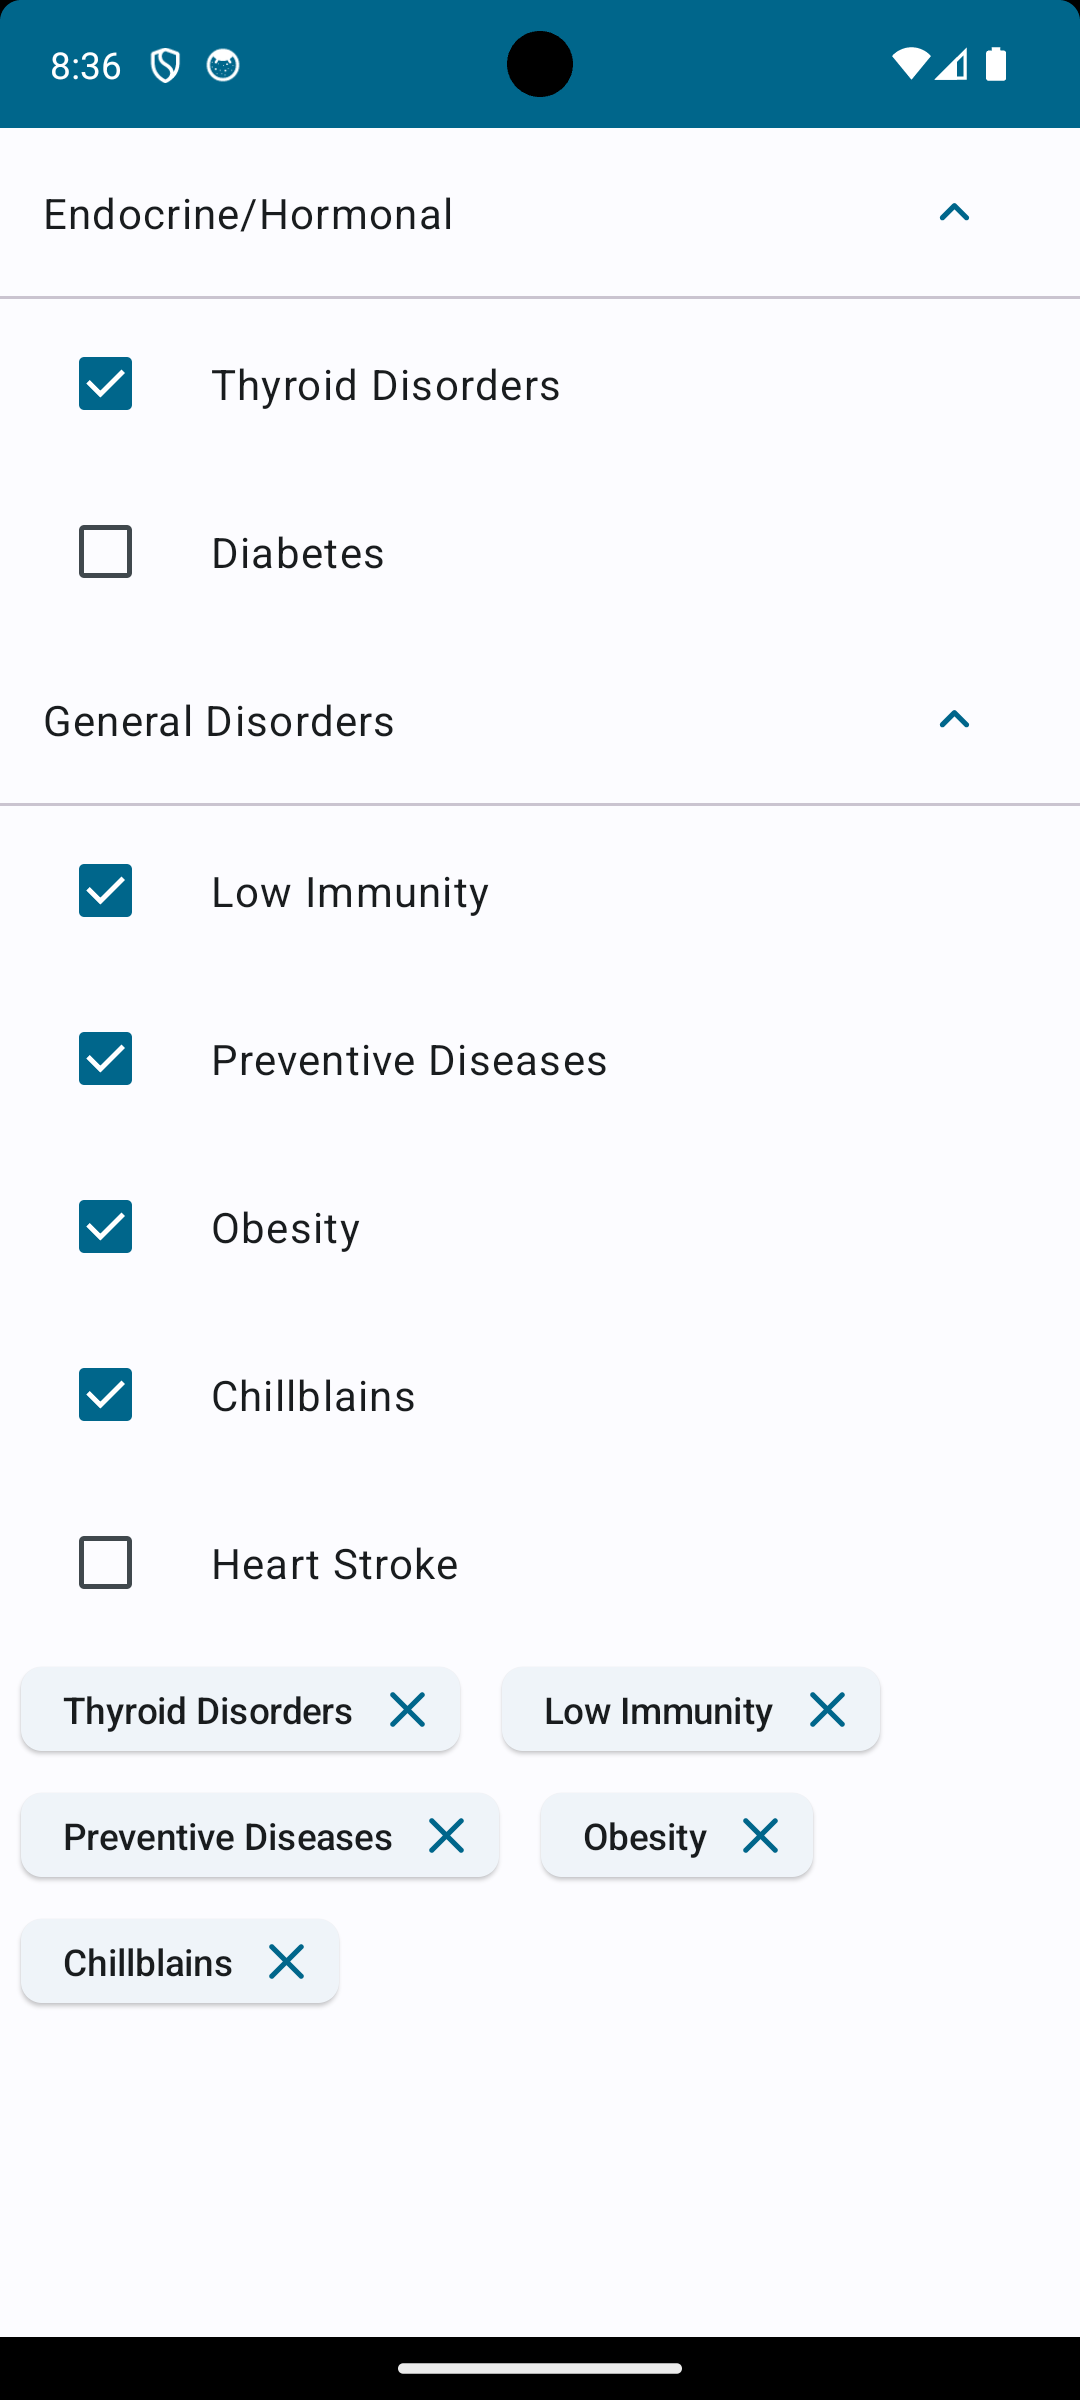 8:36
Endocrine/Hormonal
Thyroid Disorders
Diabetes
General Disorders
Low Immunity
Preventive Diseases
Obesity
Chillblains
Heart Stroke
Thyroid Disorders Low Immunity
Preventive Diseases Obesity
Chillblains